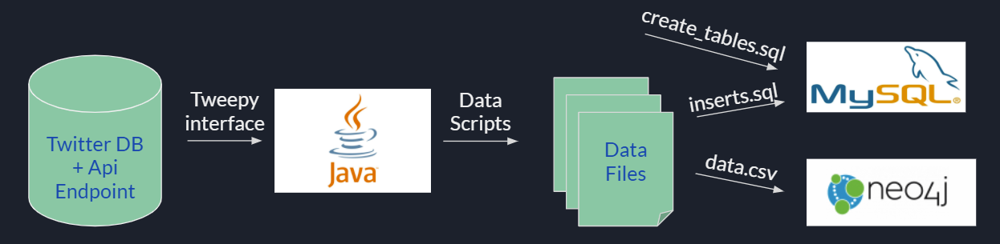 Twitter DB
+ Api
Endpoint
Tweepy
interface
Java
Data
Scripts
Data
Files
create_tables.sql
inserts.sql
data.csv
MySQL®
neo4j